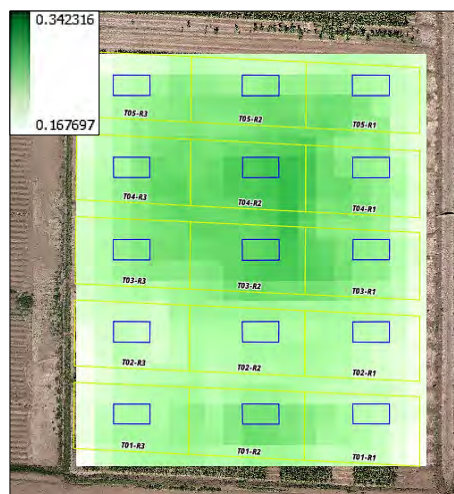 0.342316
0.167697
T05-R3 T05-R2 T05-R1
T04-R3 T04-R2 T04-R1
T03-R3 T03-R2 T03-R1
T02-R3 T02-R2 T02-R1
T01-R3 T01-R2 T01-R1